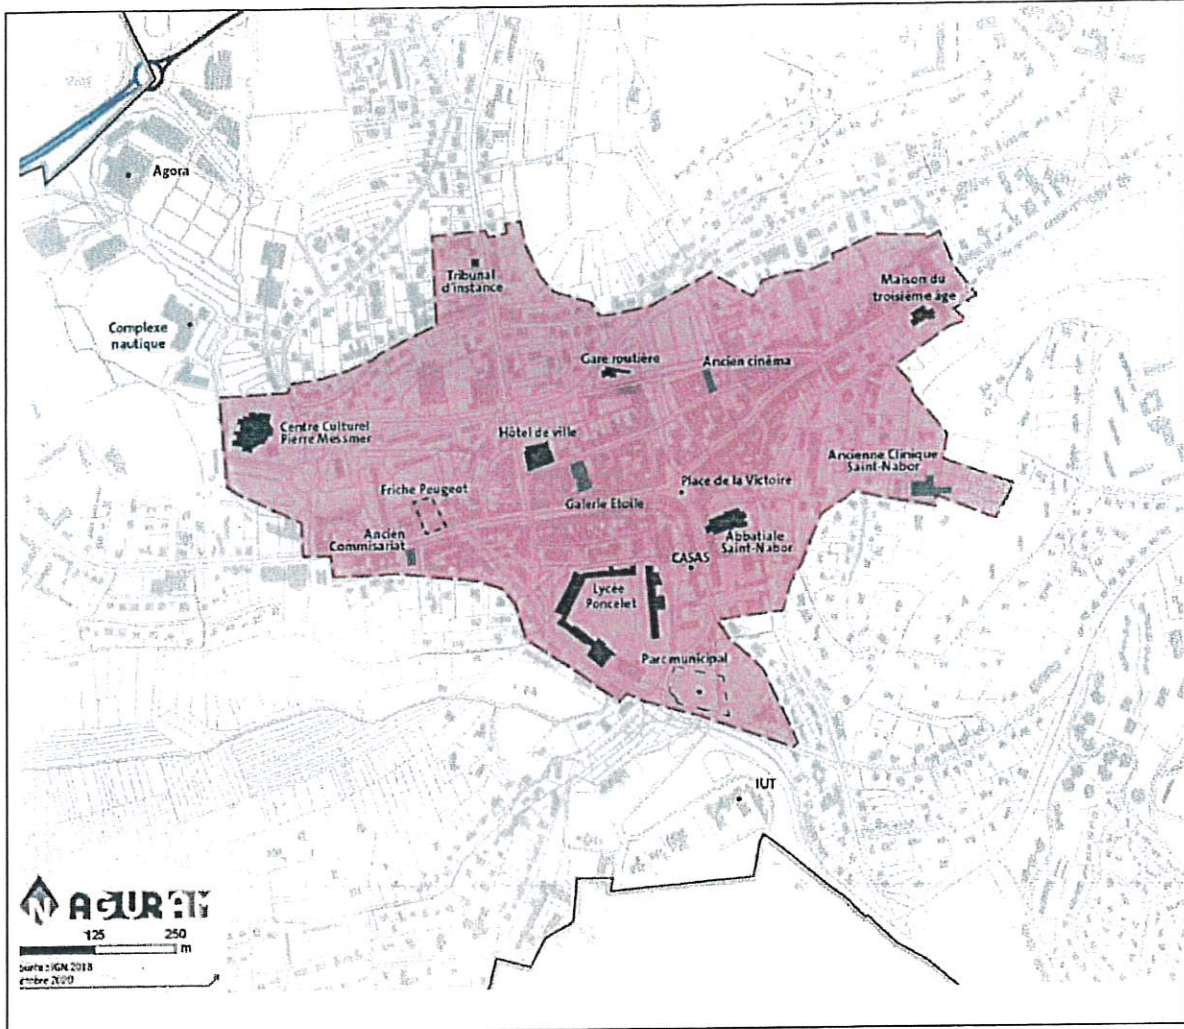 Agora
Tribunal
d'instance
Maison du
troisième âge
Complexe
nautique
Gare routière
Ancien cinéma
Centre Culturel
Pierre Messmer
Hôtel de ville
Ancienne Clinique
Saint-Nabor
Friche Peugeot
Place de la Victoire
Galerie Etoile
Ancien
Commisariat
Abbatiale
Saint-Nabor
CASAS
Lycée
Poncelet
Parc municipal
IUT
N
AGURAM
125 250
m
IGN 2018
2020